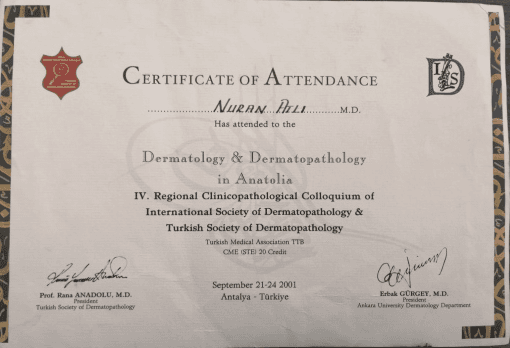 CERTIFICATE OF ATTENDANCE
NURAN ALLI M.D.
Has attended to the
Dermatology & Dermatopathology
in Anatolia
IV. Regional Clinicopathological Colloquium of
International Society of Dermatopathology &
Turkish Society of Dermatopathology
Turkish Medical Association TTB
CME (STE) 20 Credit
September 21-24 2001
Antalya - Türkiye
Prof. Rana ANADOLU, M.D.
President
Turkish Society of Dermatopathology
Erbak GÜRGEY, M.D.
President
Ankara University Dermatology Department